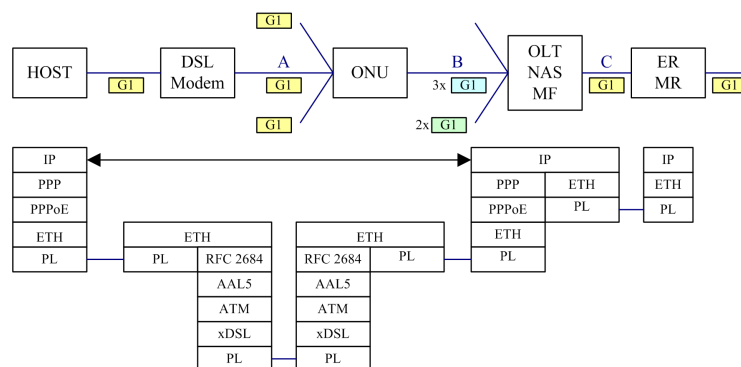 G1
A
B
C
HOST
DSL
Modem
ONU
OLT
NAS
MF
ER
MR
G1
G1
3x G1
G1
G1
G1
2x G1
IP
PPP
PPPoE
ETH
PL
ETH
PL
RFC 2684
AAL5
ATM
xDSL
PL
ETH
RFC 2684
PL
AAL5
ATM
xDSL
PL
IP
PPP
ETH
PPPoE
PL
ETH
PL
IP
ETH
PL